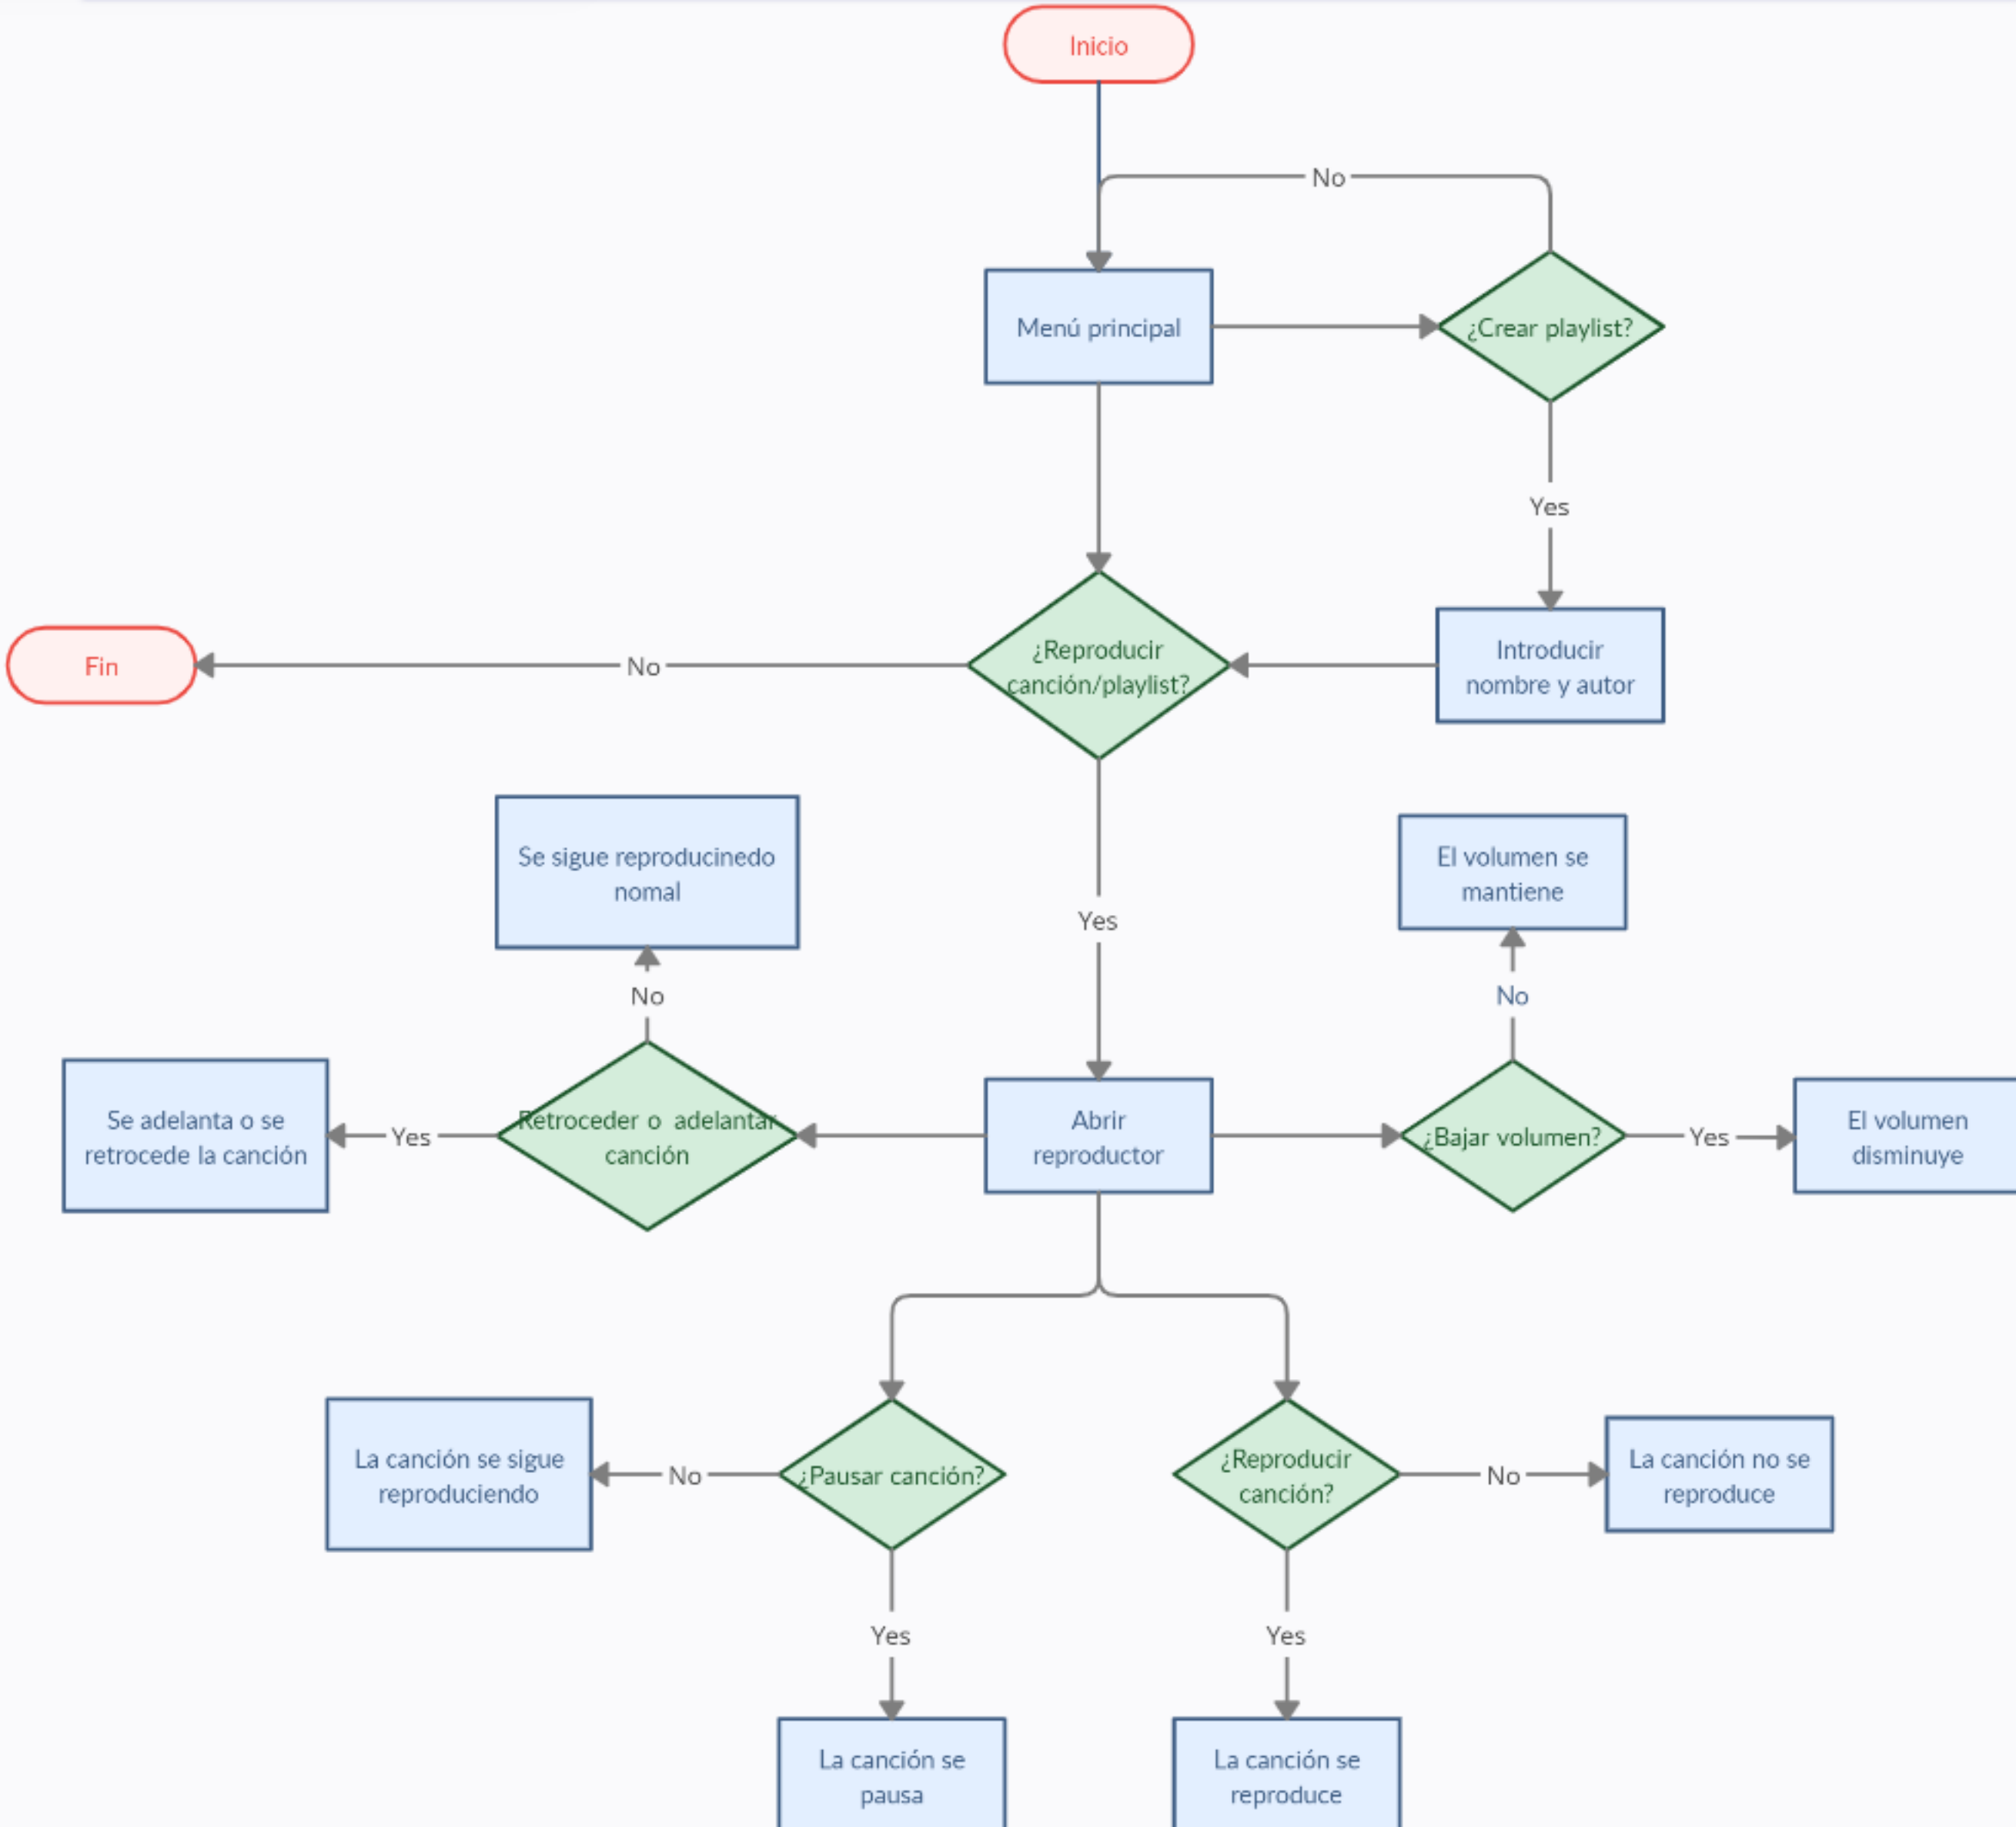 Inicio
No
Menú principal
¿Crear playlist?
Yes
Fin
No
¿Reproducir
canción/playlist?
Introducir
nombre y autor
Se sigue reproducinedo
nomal
El volumen se
mantiene
Yes
No
No
Se adelanta o se
retrocede la canción
Yes
Retroceder o  adelantar
canción
Abrir
reproductor
¿Bajar volumen?
Yes
El volumen
disminuye
La canción se sigue
reproduciendo
No
¿Pausar canción?
¿Reproducir
canción?
No
La canción no se
reproduce
Yes
Yes
La canción se
pausa
La canción se
reproduce